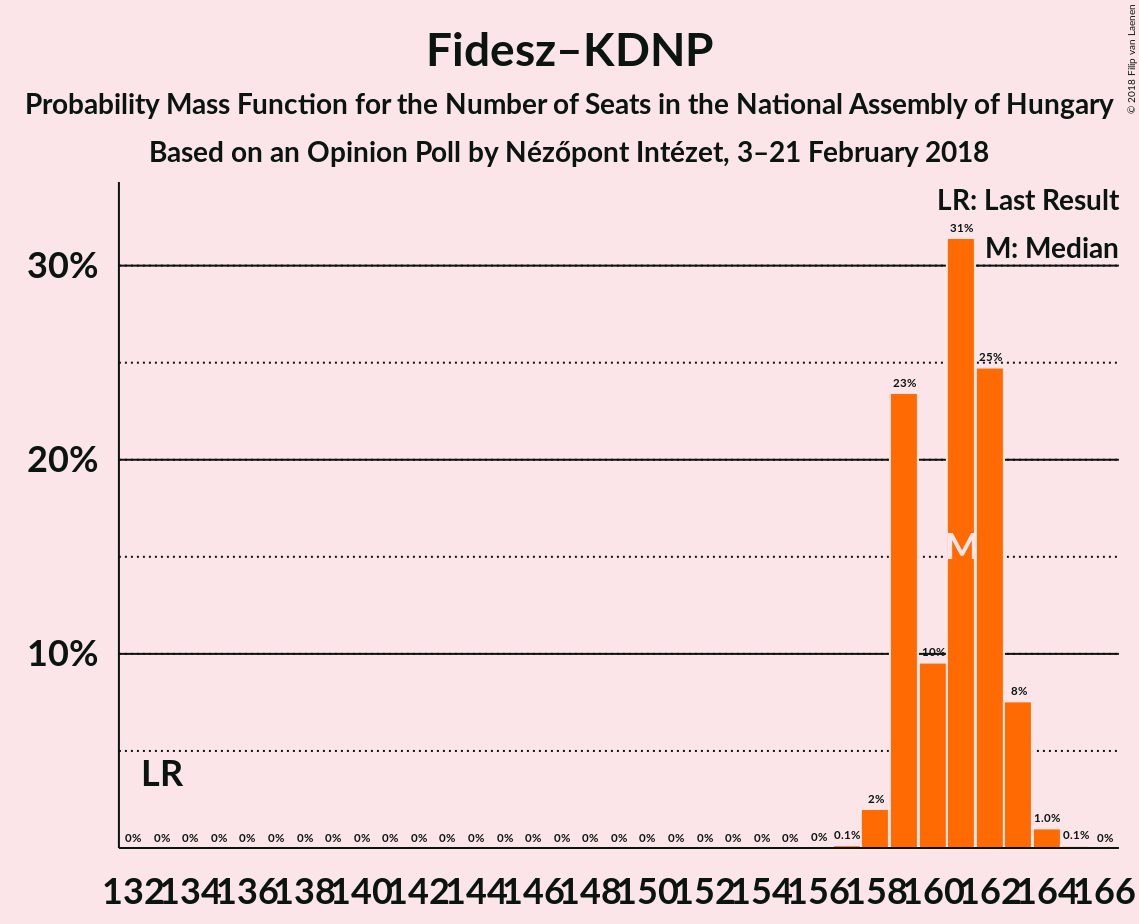 Fidesz–KDNP
Probability Mass Function for the Number of Seats in the National Assembly of Hungary
Based on an Opinion Poll by Nézőpont Intézet, 3–21 February 2018
© 2018 Filip van Laenen
LR: Last Result
M: Median
30%
20%
10%
31%
25%
23%
10%
8%
2%
1.0%
M
LR
0% 0% 0% 0% 0% 0% 0% 0% 0% 0% 0% 0% 0% 0% 0% 0% 0% 0% 0% 0% 0% 0% 0% 0% 0% 0.1% 0.1% 0%
132 134 136 138 140 142 144 146 148 150 152 154 156 158 160 162 164 166